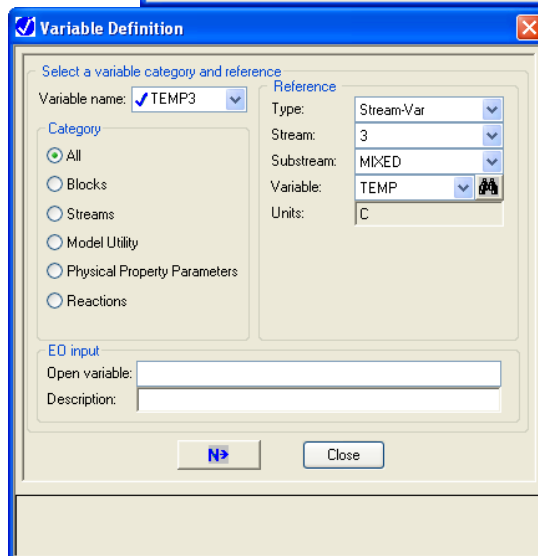 Variable Definition
Select a variable category and reference
Variable name: TEMP3
Category
All
Blocks
Streams
Model Utility
Physical Property Parameters
Reactions
Reference
Type: Stream-Var
Stream: 3
Substream: MIXED
Variable: TEMP
Units: C
EO input
Open variable:
Description:
N
Close